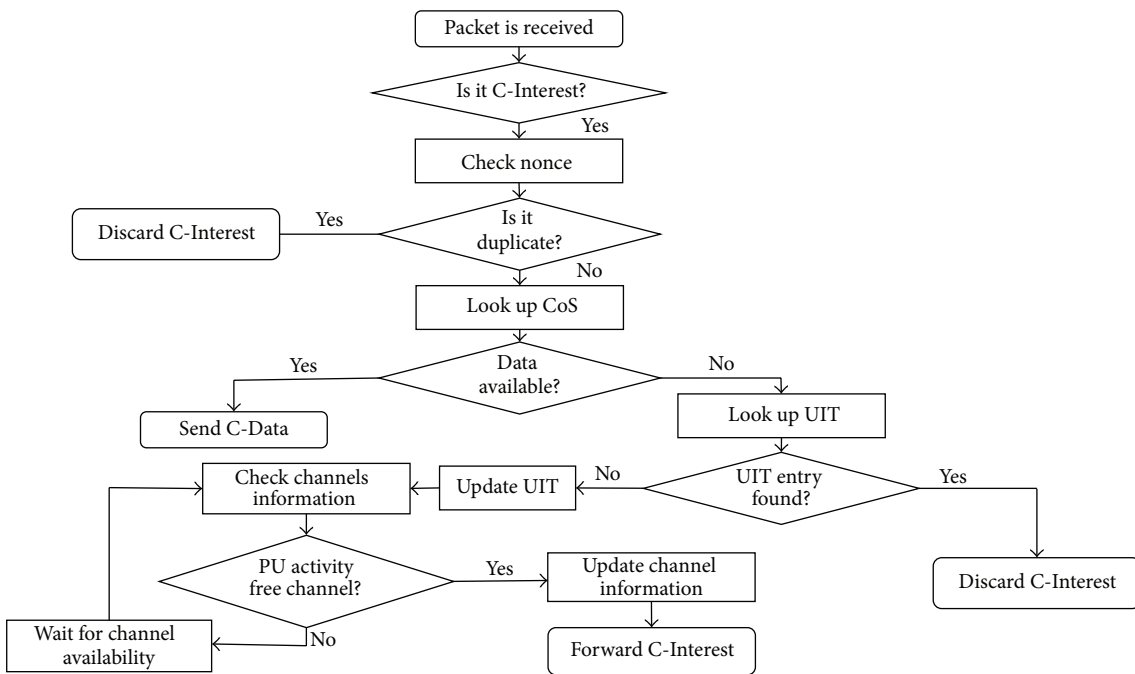 Packet is received
Is it C-Interest?
Yes
Check nonce
Discard C-Interest
Yes
Is it
duplicate?
No
Look up CoS
Yes
Data
available?
No
Send C-Data
Look up UIT
Check channels
information
Update UIT
No
UIT entry
found?
Yes
PU activity
free channel?
Yes
Update channel
information
Discard C-Interest
Wait for channel
availability
No
Forward C-Interest